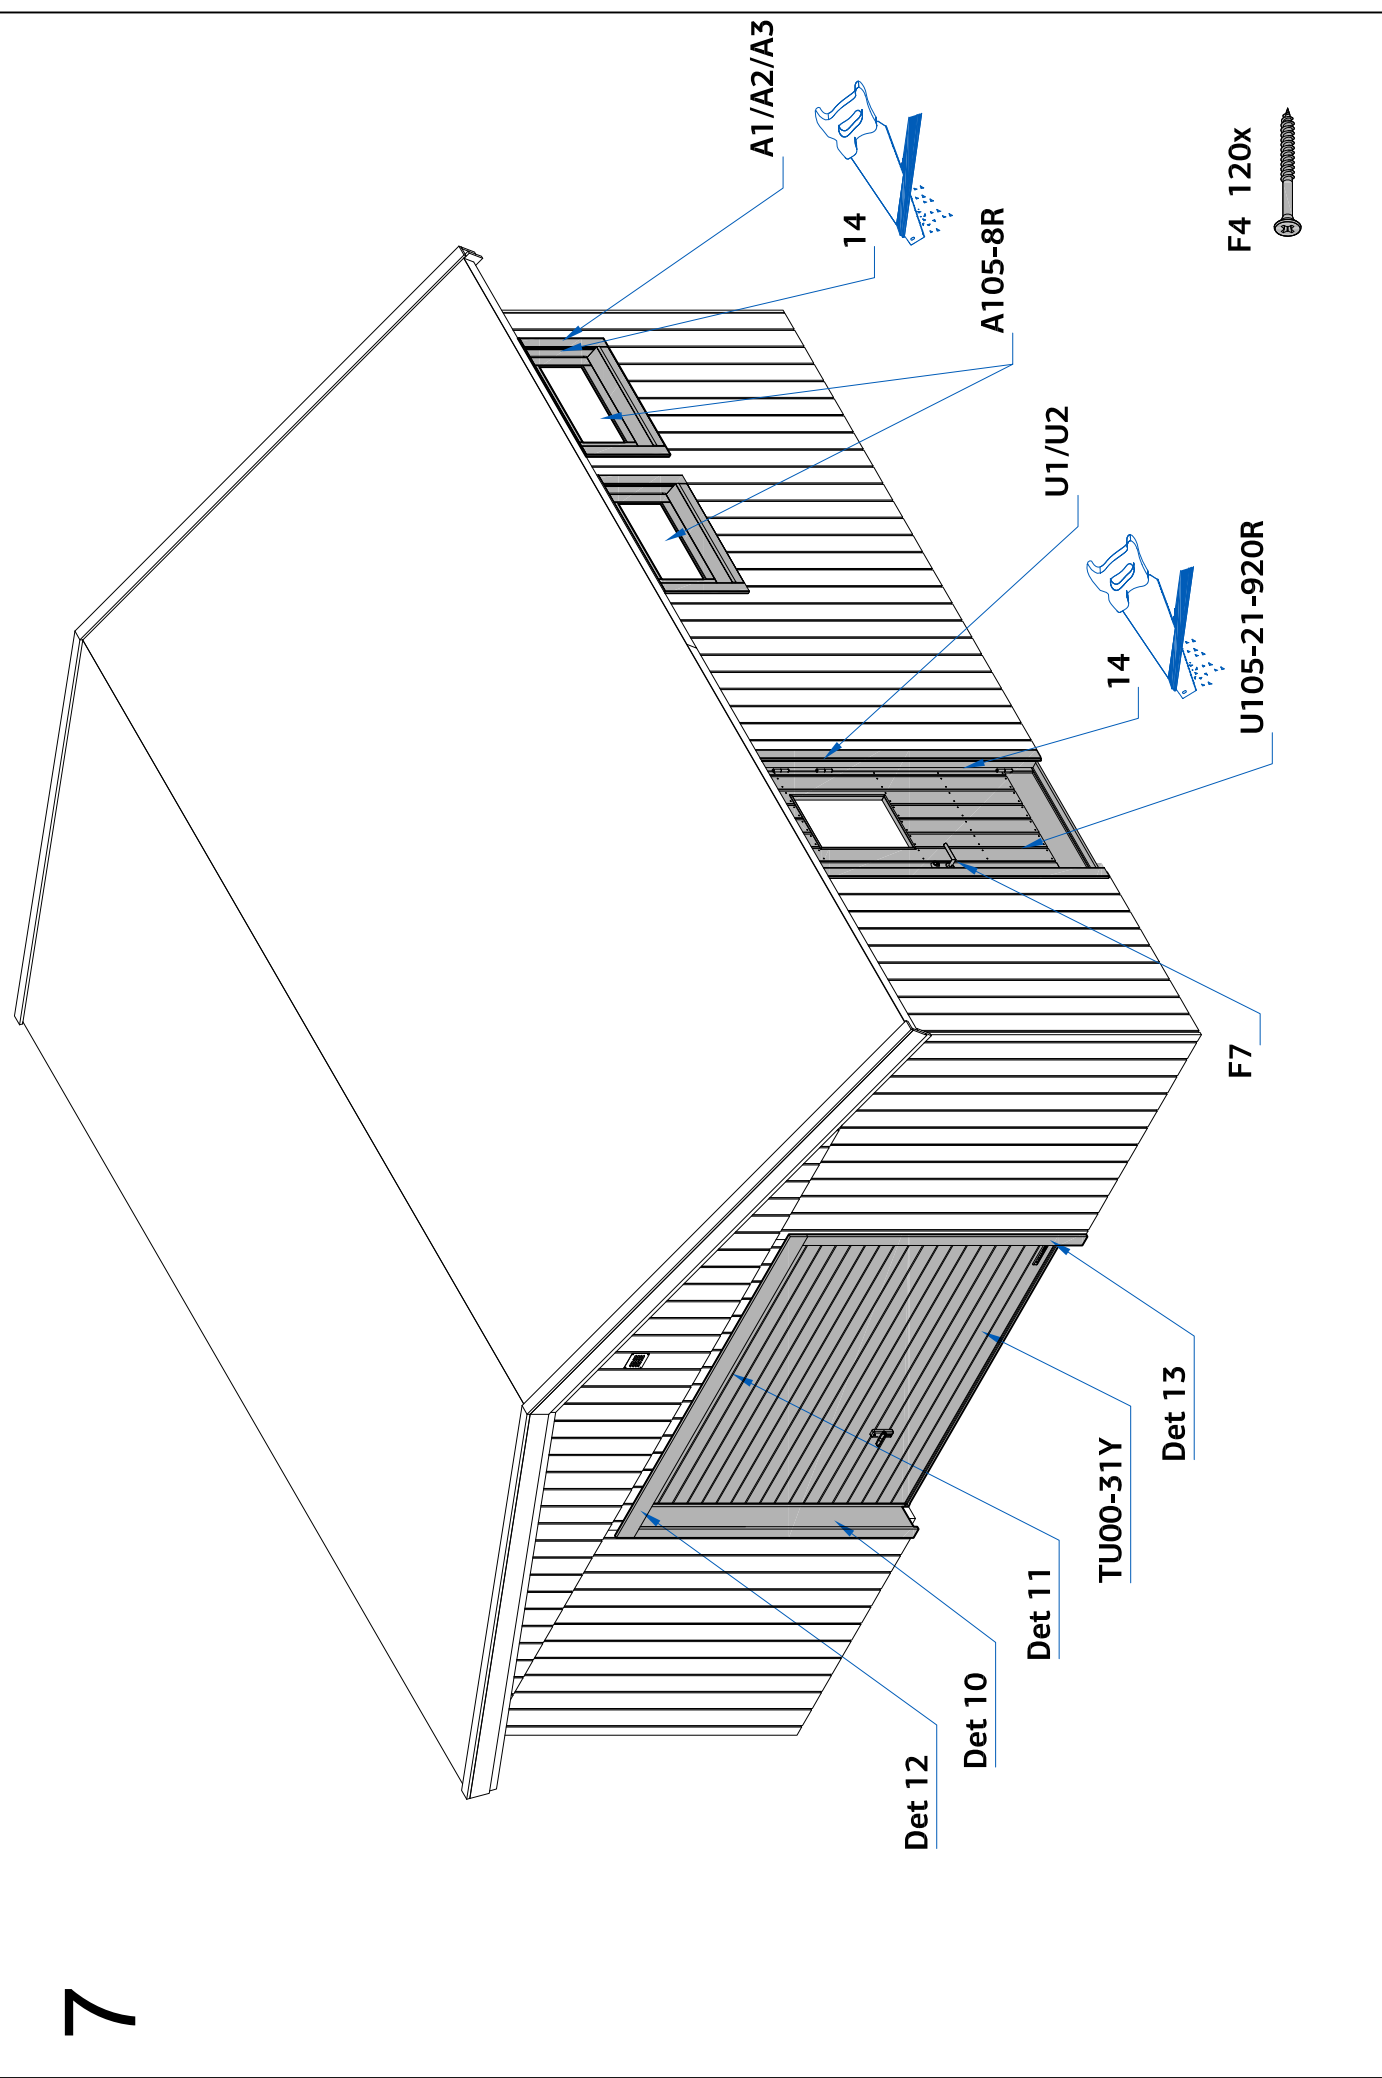 7
A1/A2/A3
14
Det 12
Det 10
A105-8R
Det 11
U1/U2
TU00-31Y
14
Det 13
F7
U105-21-920R
F4 120x